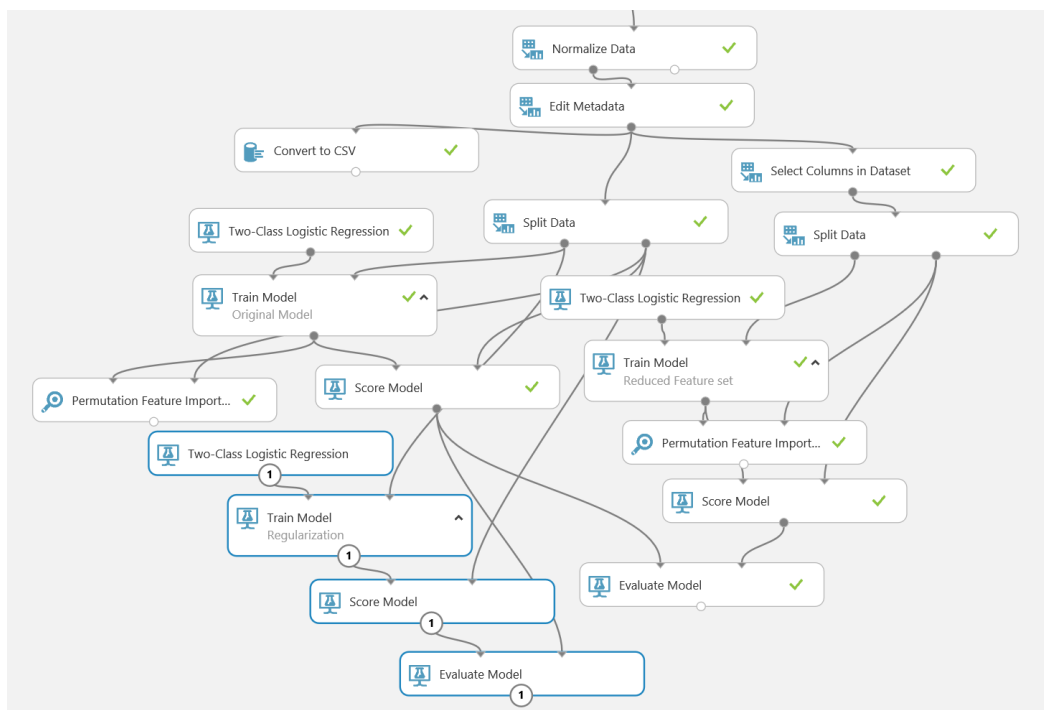 Normalize Data
Edit Metadata
Convert to CSV
Select Columns in Dataset
Two-Class Logistic Regression
Split Data
Split Data
Train Model
Original Model
Two-Class Logistic Regression
Train Model
Reduced Feature set
Permutation Feature Import...
Score Model
Permutation Feature Import...
Two-Class Logistic Regression
1
Score Model
Train Model
Regularization
1
Evaluate Model
Score Model
1
Evaluate Model
1